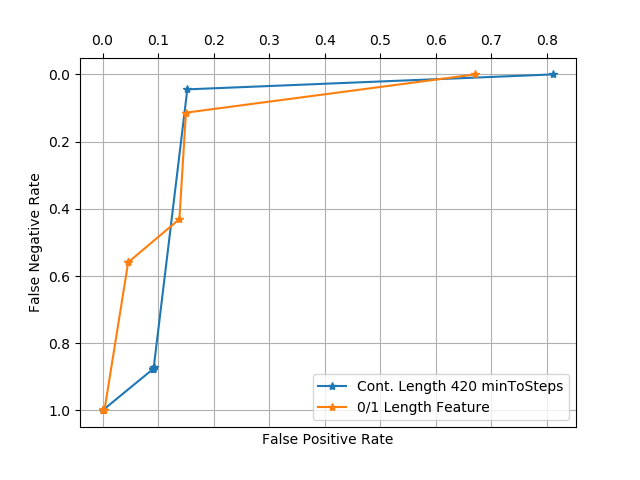 0.0 0.1 0.2 0.3 0.4 0.5 0.6 0.7 0.8
0.0
0.2
0.4
0.6
0.8
1.0
False Negative Rate
Cont. Length 420 minToSteps
0/1 Length Feature
False Positive Rate